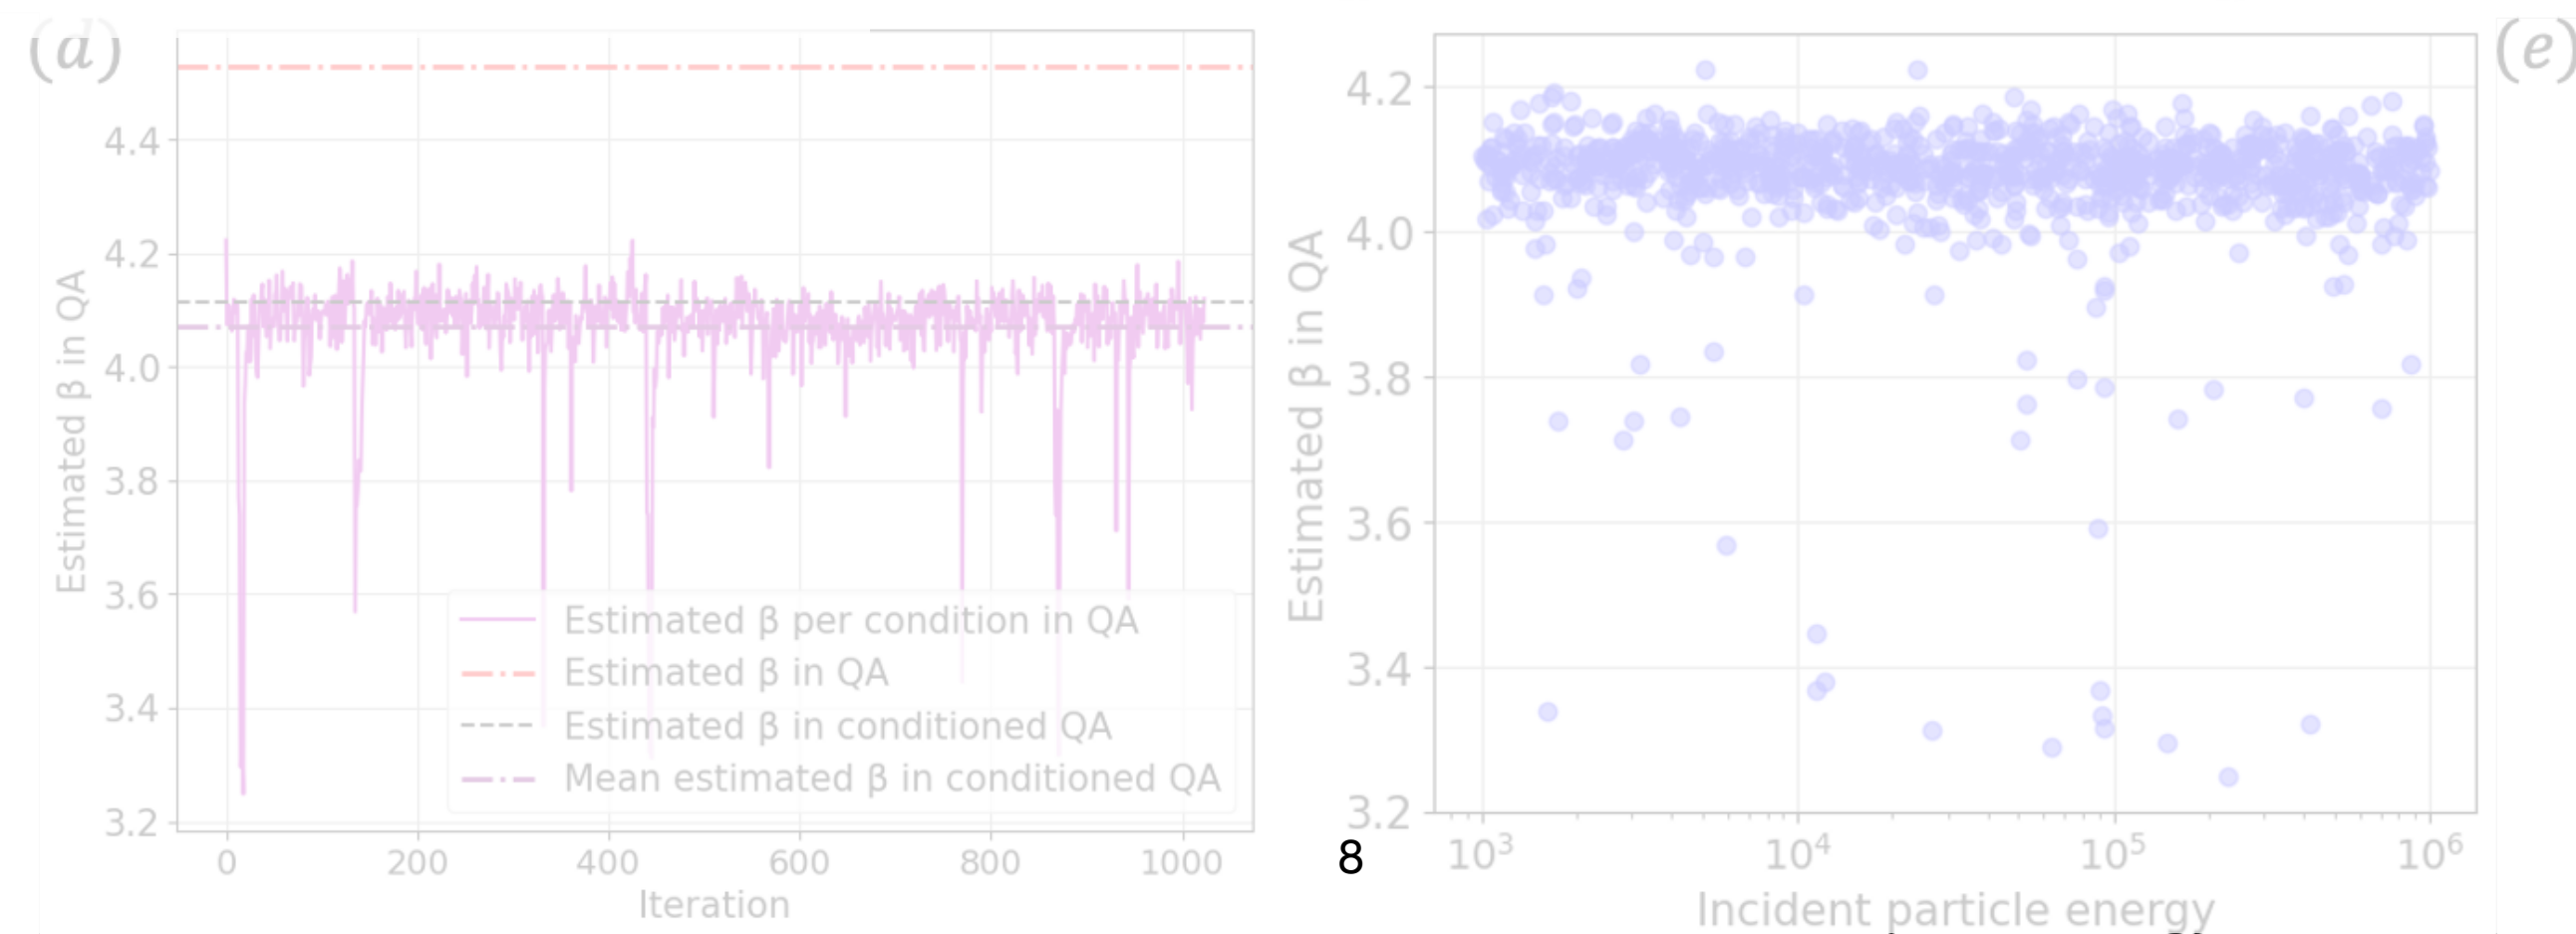 (d)
Estimated β in QA
4.4
4.2
4.0
3.8
3.6
3.4
3.2
Estimated β per condition in QA
Estimated β in QA
Estimated β in conditioned QA
Mean estimated β in conditioned QA
0 200 400 600 800 1000
Iteration
8
(e)
Estimated β in QA
4.2
4.0
3.8
3.6
3.4
3.2
10³ 10⁴ 10⁵ 10⁶
Incident particle energy